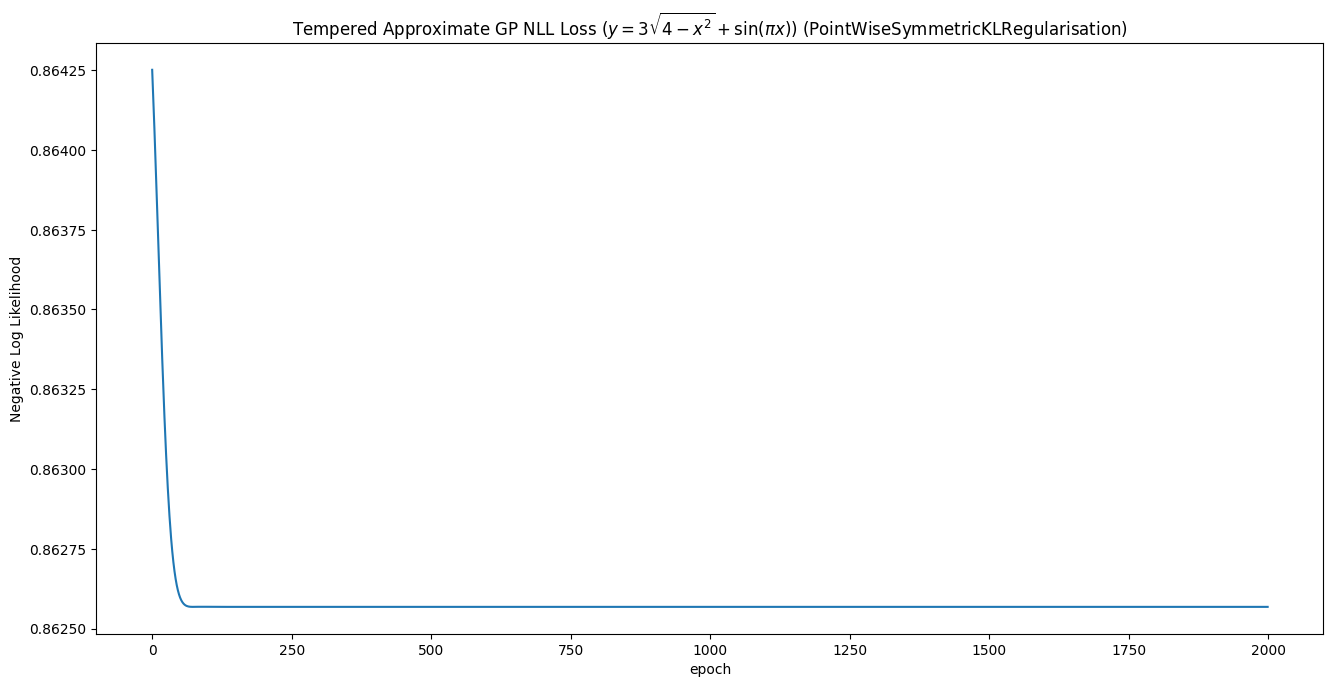 Tempered Approximate GP NLL Loss (y = 3√4 − x² + sin(πx)) (PointWiseSymmetricKLRegularisation)
0.86425
0.86400
0.86375
0.86350
0.86325
0.86300
0.86275
0.86250
Negative Log Likelihood
0 250 500 750 1000 1250 1500 1750 2000
epoch